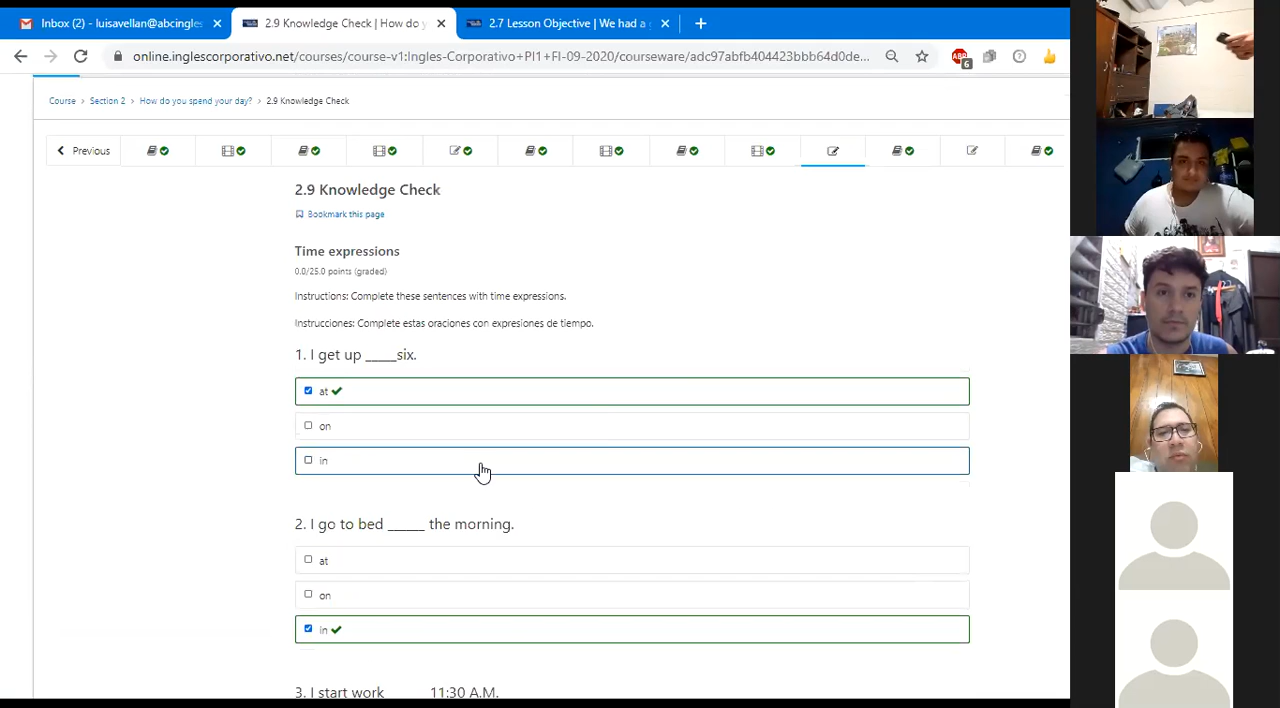 Inbox (2) - luisavellan@abcingles
2.9 Knowledge Check | How do y
2.7 Lesson Objective | We had a g
online.inglescorporativo.net/courses/course-v1:Ingles-Corporativo+PI1+FI-09-2020/courseware/adc97abfb404423bbb64d0de...
ABP
6
Course > Section 2 > How do you spend your day? > 2.9 Knowledge Check
Previous
2.9 Knowledge Check
Bookmark this page
Time expressions
0.0/25.0 points (graded)
Instructions: Complete these sentences with time expressions.
Instrucciones: Complete estas oraciones con expresiones de tiempo.
1. I get up _____six.
at
on
in
2. I go to bed ______ the morning.
at
on
in
3. I start work ______ 11:30 A.M.